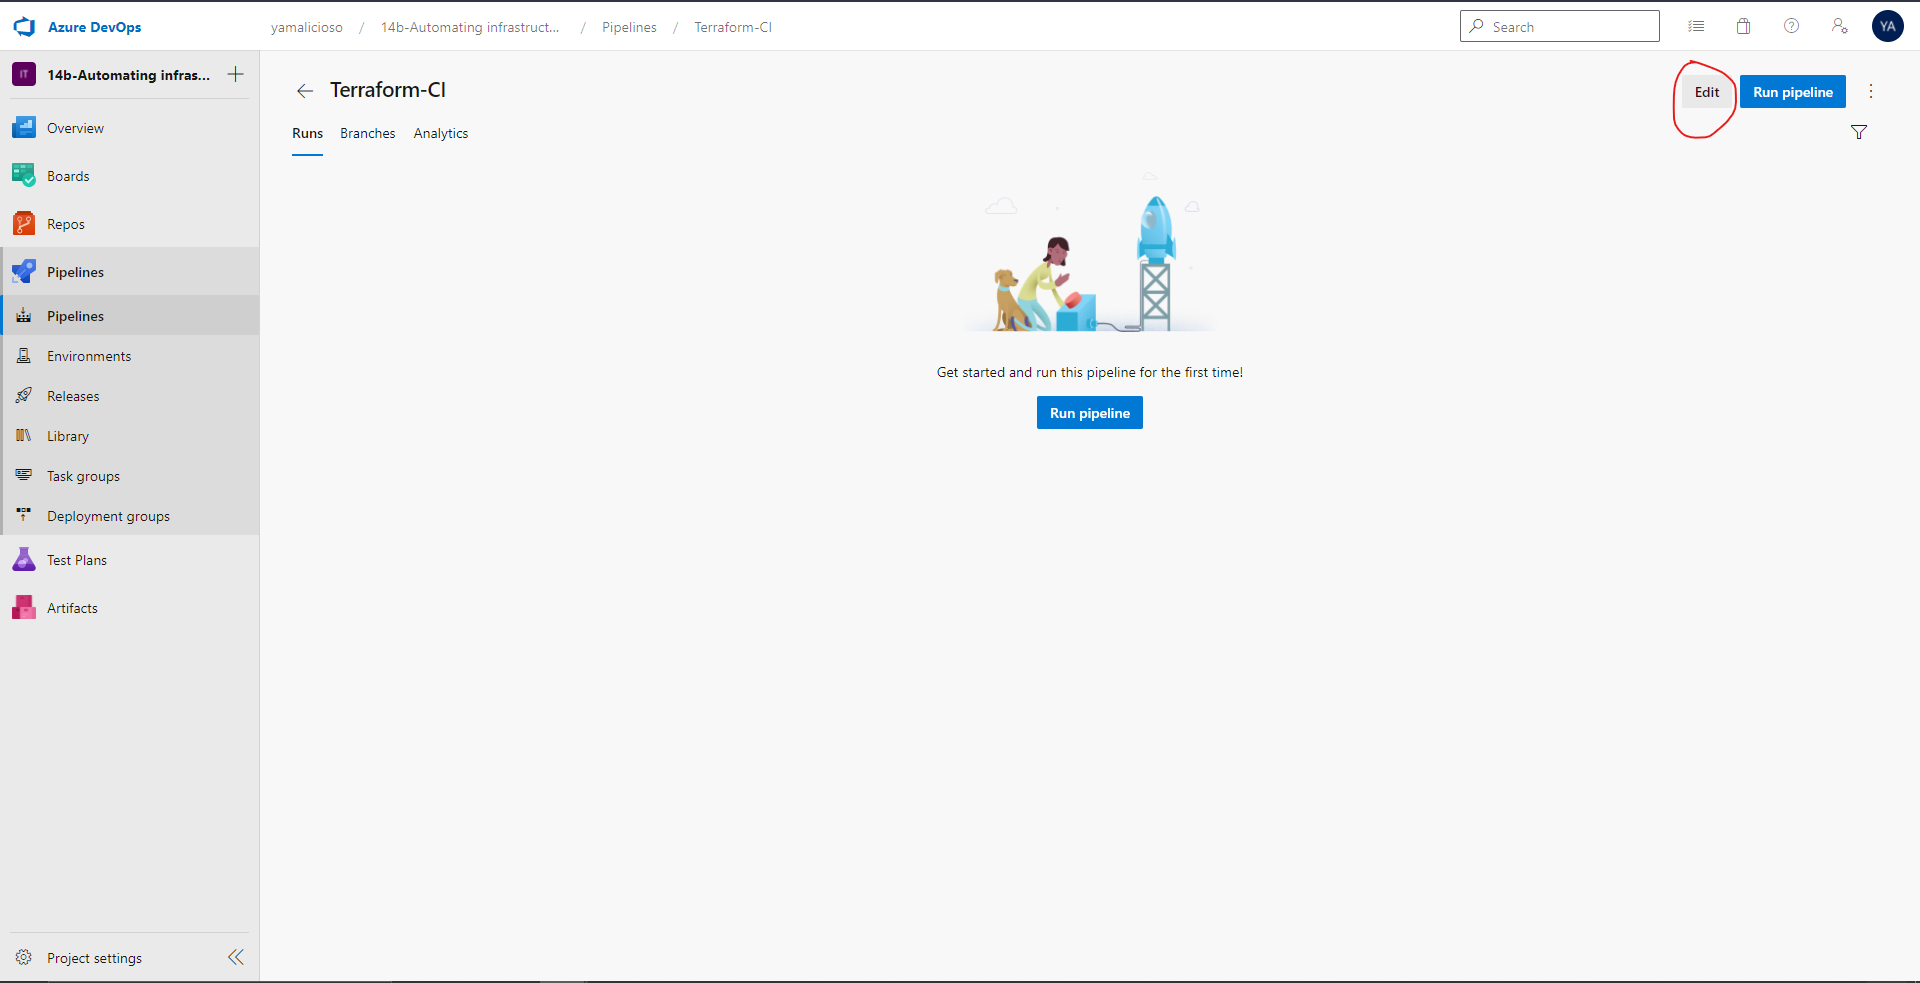 Azure DevOps
yamalicioso / 14b-Automating infrastruct... / Pipelines / Terraform-CI
Search
YA
IT
14b-Automating infras...
Overview
Boards
Repos
Pipelines
Pipelines
Environments
Releases
Library
Task groups
Deployment groups
Test Plans
Artifacts
Project settings
Terraform-CI
Edit
Run pipeline
Runs
Branches
Analytics
Get started and run this pipeline for the first time!
Run pipeline